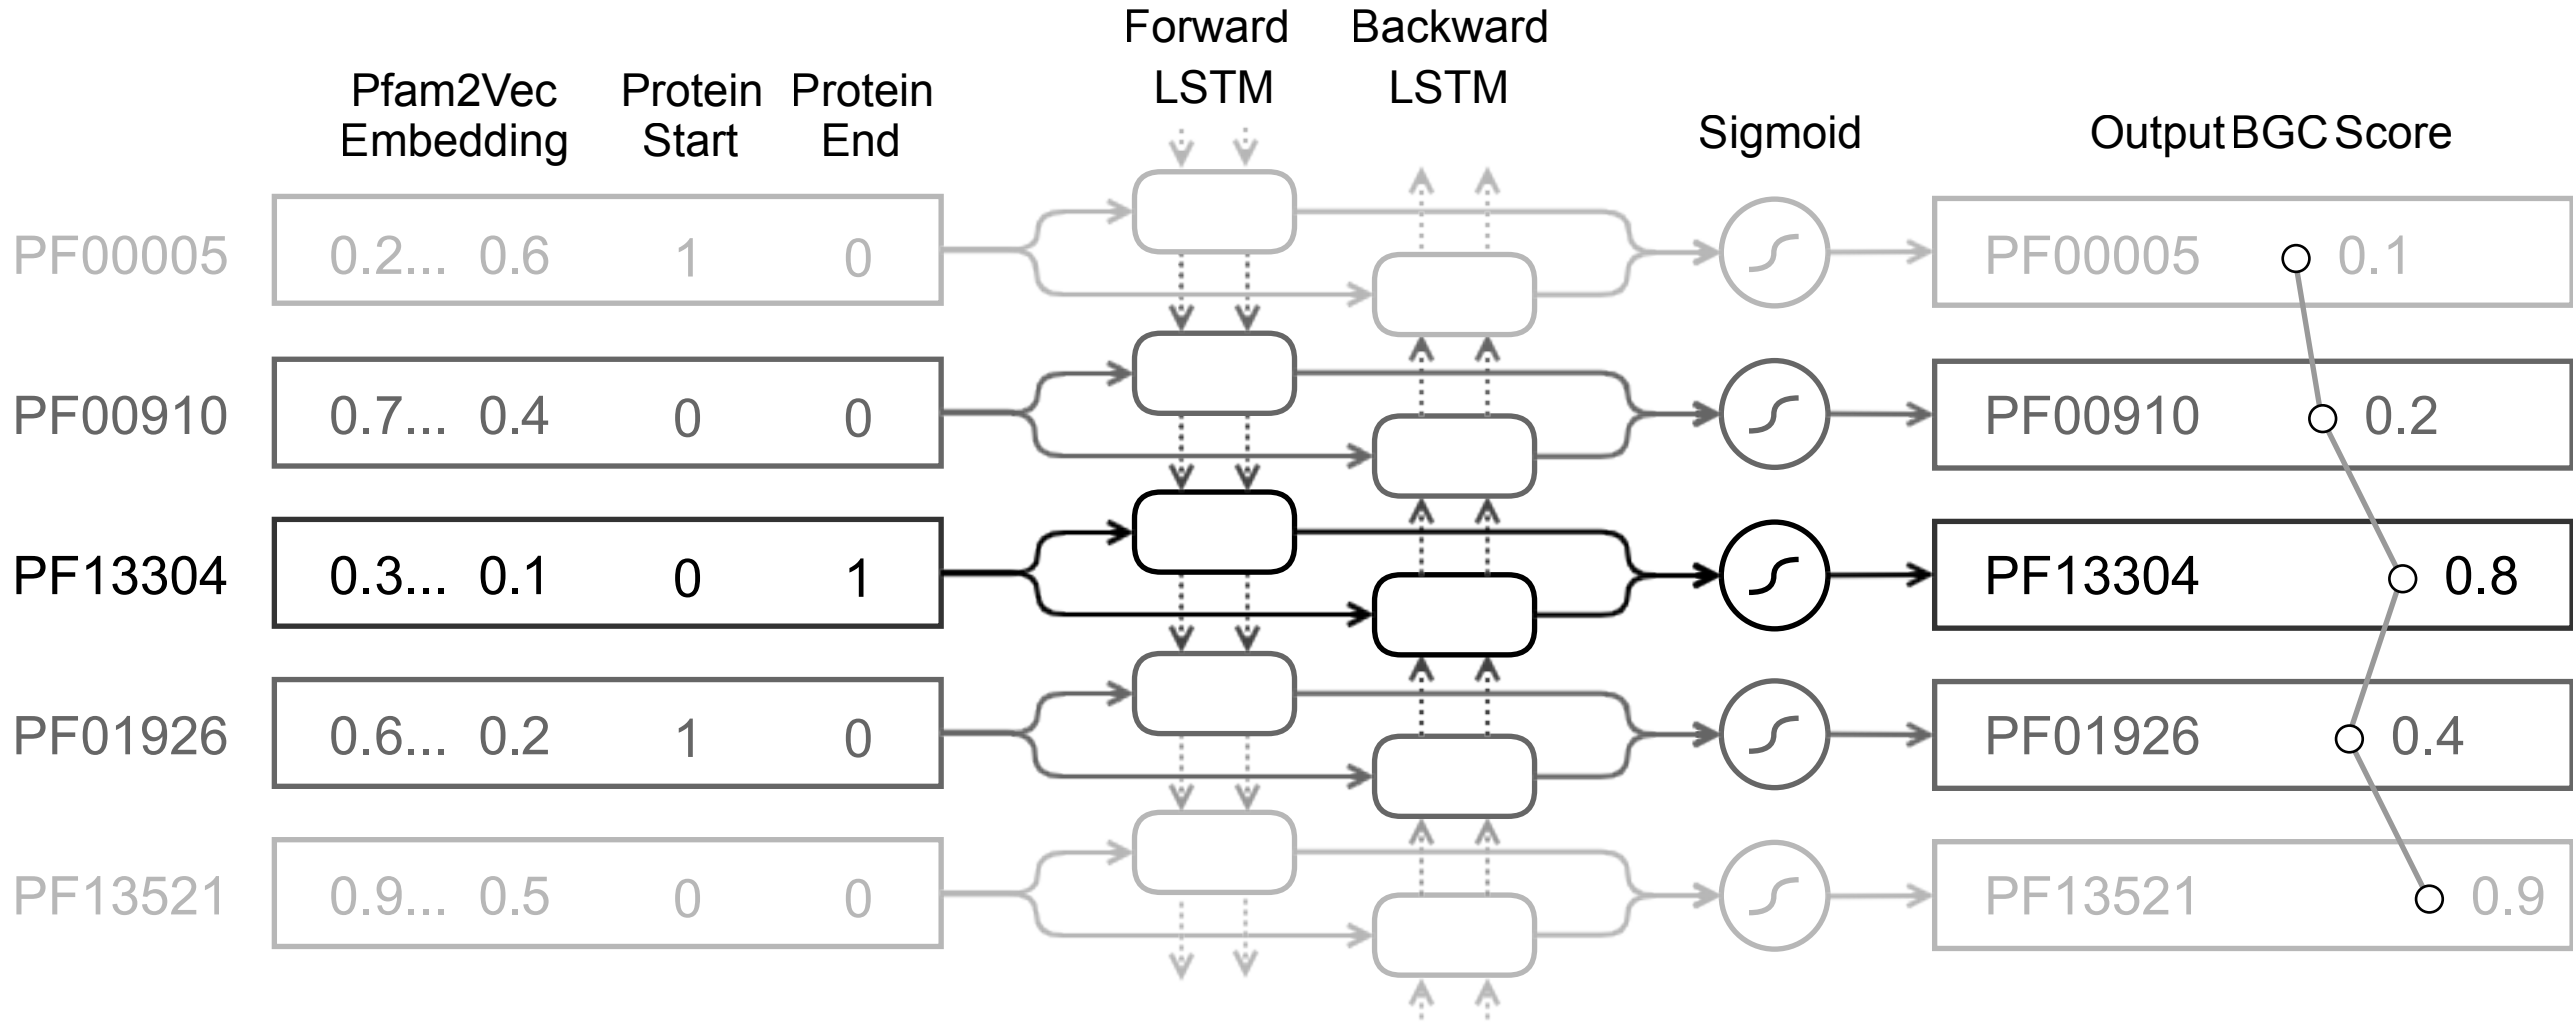 Forward LSTM
Backward LSTM
Pfam2Vec Embedding
Protein Start
Protein End
Sigmoid
Output BGC Score
PF00005 0.2... 0.6 1 0 PF00005 0.1
PF00910 0.7... 0.4 0 0 PF00910 0.2
PF13304 0.3... 0.1 0 1 PF13304 0.8
PF01926 0.6... 0.2 1 0 PF01926 0.4
PF13521 0.9... 0.5 0 0 PF13521 0.9